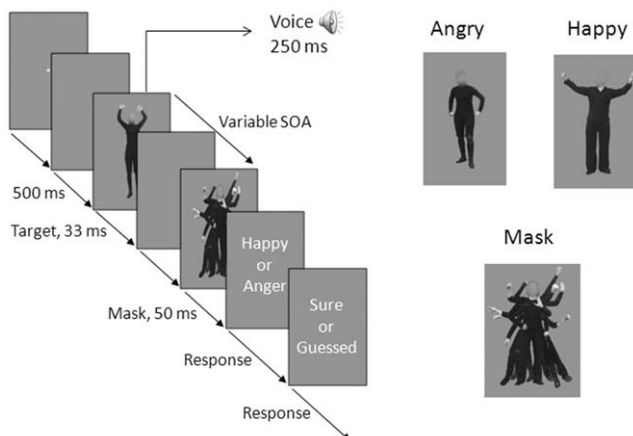 Voice
250 ms
Variable SOA
500 ms
Target, 33 ms
Mask, 50 ms
Response
Response
Happy
or
Anger
Sure
or
Guessed
Angry
Happy
Mask